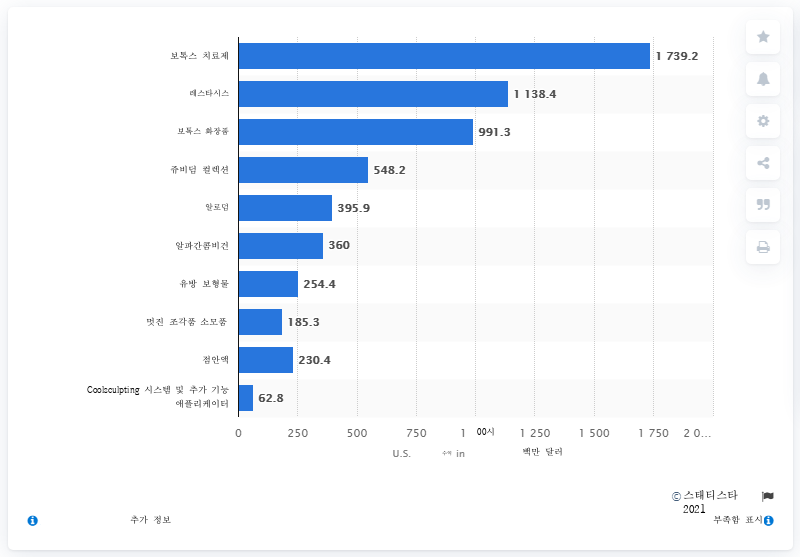 보톡스 치료제 1 739.2
레스타시스 1 138.4
보톡스 화장품 991.3
쥬비덤 컬렉션 548.2
알로덤 395.9
알파간콤비건 360
유방 보형물 254.4
멋진 조각품 소모품 185.3
점안액 230.4
Coolsculpting 시스템 및 추가 기능
애플리케이터 62.8
0 250 500 750 1 00시 1 250 1 500 1 750 2 0…
U.S. in 백만 달러
© 스태티스타
2021
추가 정보 부족함 표시